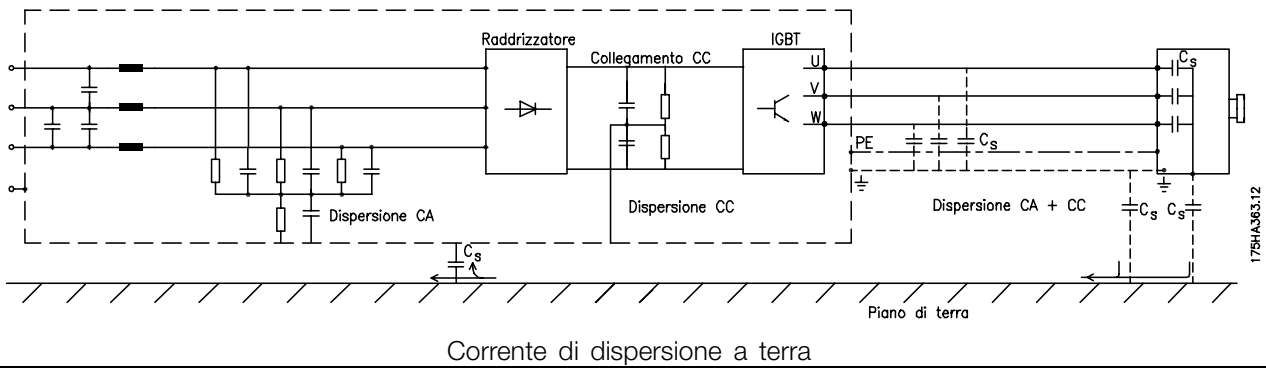 Raddrizzatore
IGBT
Collegamento CC
U
V
W
Cs
PE
Cs
Dispersione CA
Dispersione CC
Dispersione CA + CC
Cs
Cs
Cs
175HA363.12
Piano di terra
Corrente di dispersione a terra